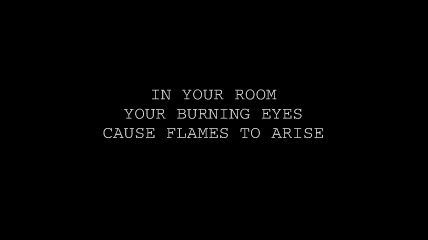 IN YOUR ROOM
YOUR BURNING EYES
CAUSE FLAMES TO ARISE